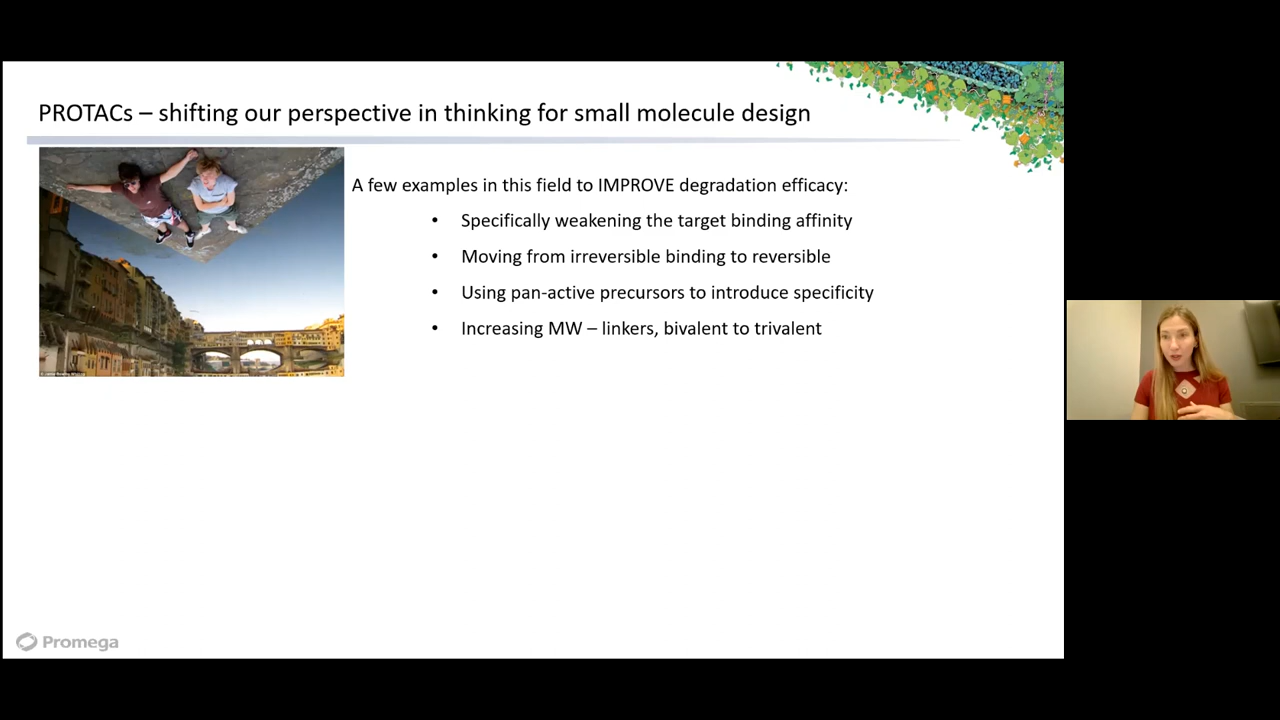 PROTACs – shifting our perspective in thinking for small molecule design
A few examples in this field to IMPROVE degradation efficacy:
• Specifically weakening the target binding affinity
• Moving from irreversible binding to reversible
• Using pan-active precursors to introduce specificity
• Increasing MW – linkers, bivalent to trivalent
Promega